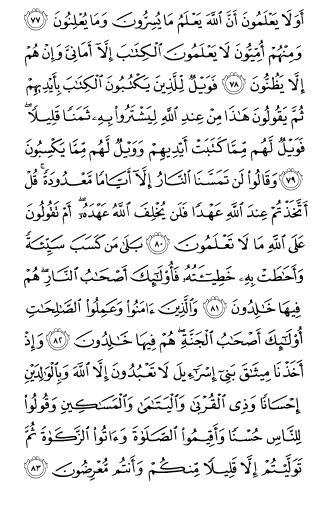 أَوَلَا يَعْلَمُونَ أَنَّ ٱللَّهَ يَعْلَمُ مَا يُسِرُّونَ وَمَا يُعْلِنُونَ ٧٧
وَمِنْهُمْ أُمِّيُّونَ لَا يَعْلَمُونَ ٱلْكِتَٰبَ إِلَّآ أَمَانِىَّ وَإِنْ هُمْ
إِلَّا يَظُنُّونَ ٧٨ فَوَيْلٌ لِّلَّذِينَ يَكْتُبُونَ ٱلْكِتَٰبَ بِأَيْدِيهِمْ
ثُمَّ يَقُولُونَ هَٰذَا مِنْ عِندِ ٱللَّهِ لِيَشْتَرُوا۟ بِهِۦ ثَمَنًا قَلِيلًا ۖ
فَوَيْلٌ لَّهُم مِّمَّا كَتَبَتْ أَيْدِيهِمْ وَوَيْلٌ لَّهُم مِّمَّا يَكْسِبُونَ
٧٩ وَقَالُوا۟ لَن تَمَسَّنَا ٱلنَّارُ إِلَّآ أَيَّامًا مَّعْدُودَةً ۚ قُلْ
أَتَّخَذْتُمْ عِندَ ٱللَّهِ عَهْدًا فَلَن يُخْلِفَ ٱللَّهُ عَهْدَهُۥٓ ۖ أَمْ تَقُولُونَ
عَلَى ٱللَّهِ مَا لَا تَعْلَمُونَ ٨٠ بَلَىٰ مَن كَسَبَ سَيِّئَةً
وَأَحَٰطَتْ بِهِۦ خَطِيٓـَٔتُهُۥ فَأُو۟لَٰٓئِكَ أَصْحَٰبُ ٱلنَّارِ ۖ هُمْ
فِيهَا خَٰلِدُونَ ٨١ وَٱلَّذِينَ ءَامَنُوا۟ وَعَمِلُوا۟ ٱلصَّٰلِحَٰتِ
أُو۟لَٰٓئِكَ أَصْحَٰبُ ٱلْجَنَّةِ ۖ هُمْ فِيهَا خَٰلِدُونَ ٨٢ وَإِذْ
أَخَذْنَا مِيثَٰقَ بَنِىٓ إِسْرَٰٓءِيلَ لَا تَعْبُدُونَ إِلَّا ٱللَّهَ وَبِٱلْوَٰلِدَيْنِ
إِحْسَانًا وَذِى ٱلْقُرْبَىٰ وَٱلْيَتَٰمَىٰ وَٱلْمَسَٰكِينِ وَقُولُوا۟
لِلنَّاسِ حُسْنًا وَأَقِيمُوا۟ ٱلصَّلَوٰةَ وَءَاتُوا۟ ٱلزَّكَوٰةَ ثُمَّ
تَوَلَّيْتُمْ إِلَّا قَلِيلًا مِّنكُمْ وَأَنتُم مُّعْرِضُونَ ٨٣